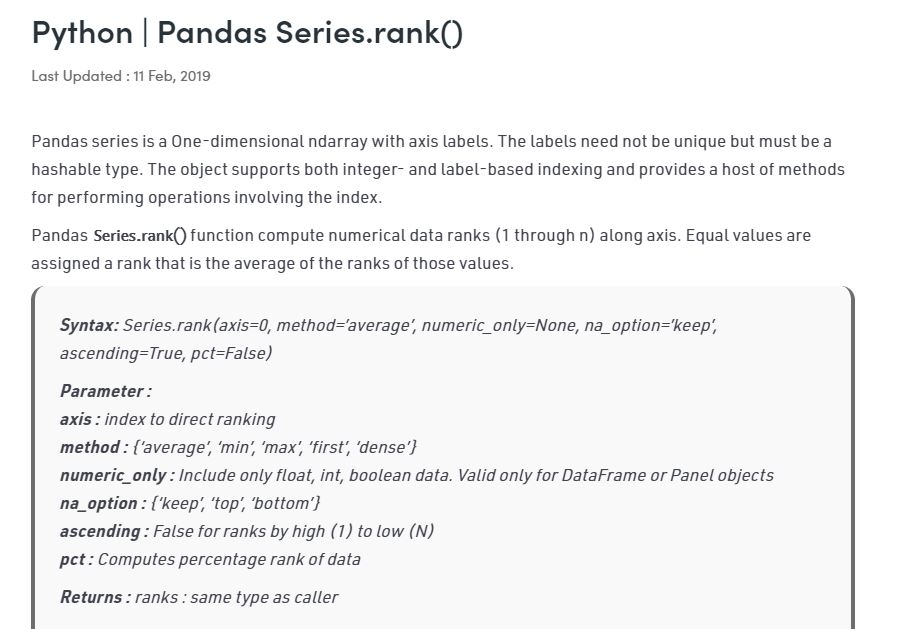 Python | Pandas Series.rank()
Last Updated : 11 Feb, 2019
Pandas series is a One-dimensional ndarray with axis labels. The labels need not be unique but must be a
hashable type. The object supports both integer- and label-based indexing and provides a host of methods
for performing operations involving the index.
Pandas Series.rank() function compute numerical data ranks (1 through n) along axis. Equal values are
assigned a rank that is the average of the ranks of those values.
Syntax: Series.rank(axis=0, method=’average’, numeric_only=None, na_option=’keep’,
ascending=True, pct=False)
Parameter :
axis : index to direct ranking
method : {‘average’, ‘min’, ‘max’, ‘first’, ‘dense’}
numeric_only : Include only float, int, boolean data. Valid only for DataFrame or Panel objects
na_option : {‘keep’, ‘top’, ‘bottom’}
ascending : False for ranks by high (1) to low (N)
pct : Computes percentage rank of data
Returns : ranks : same type as caller